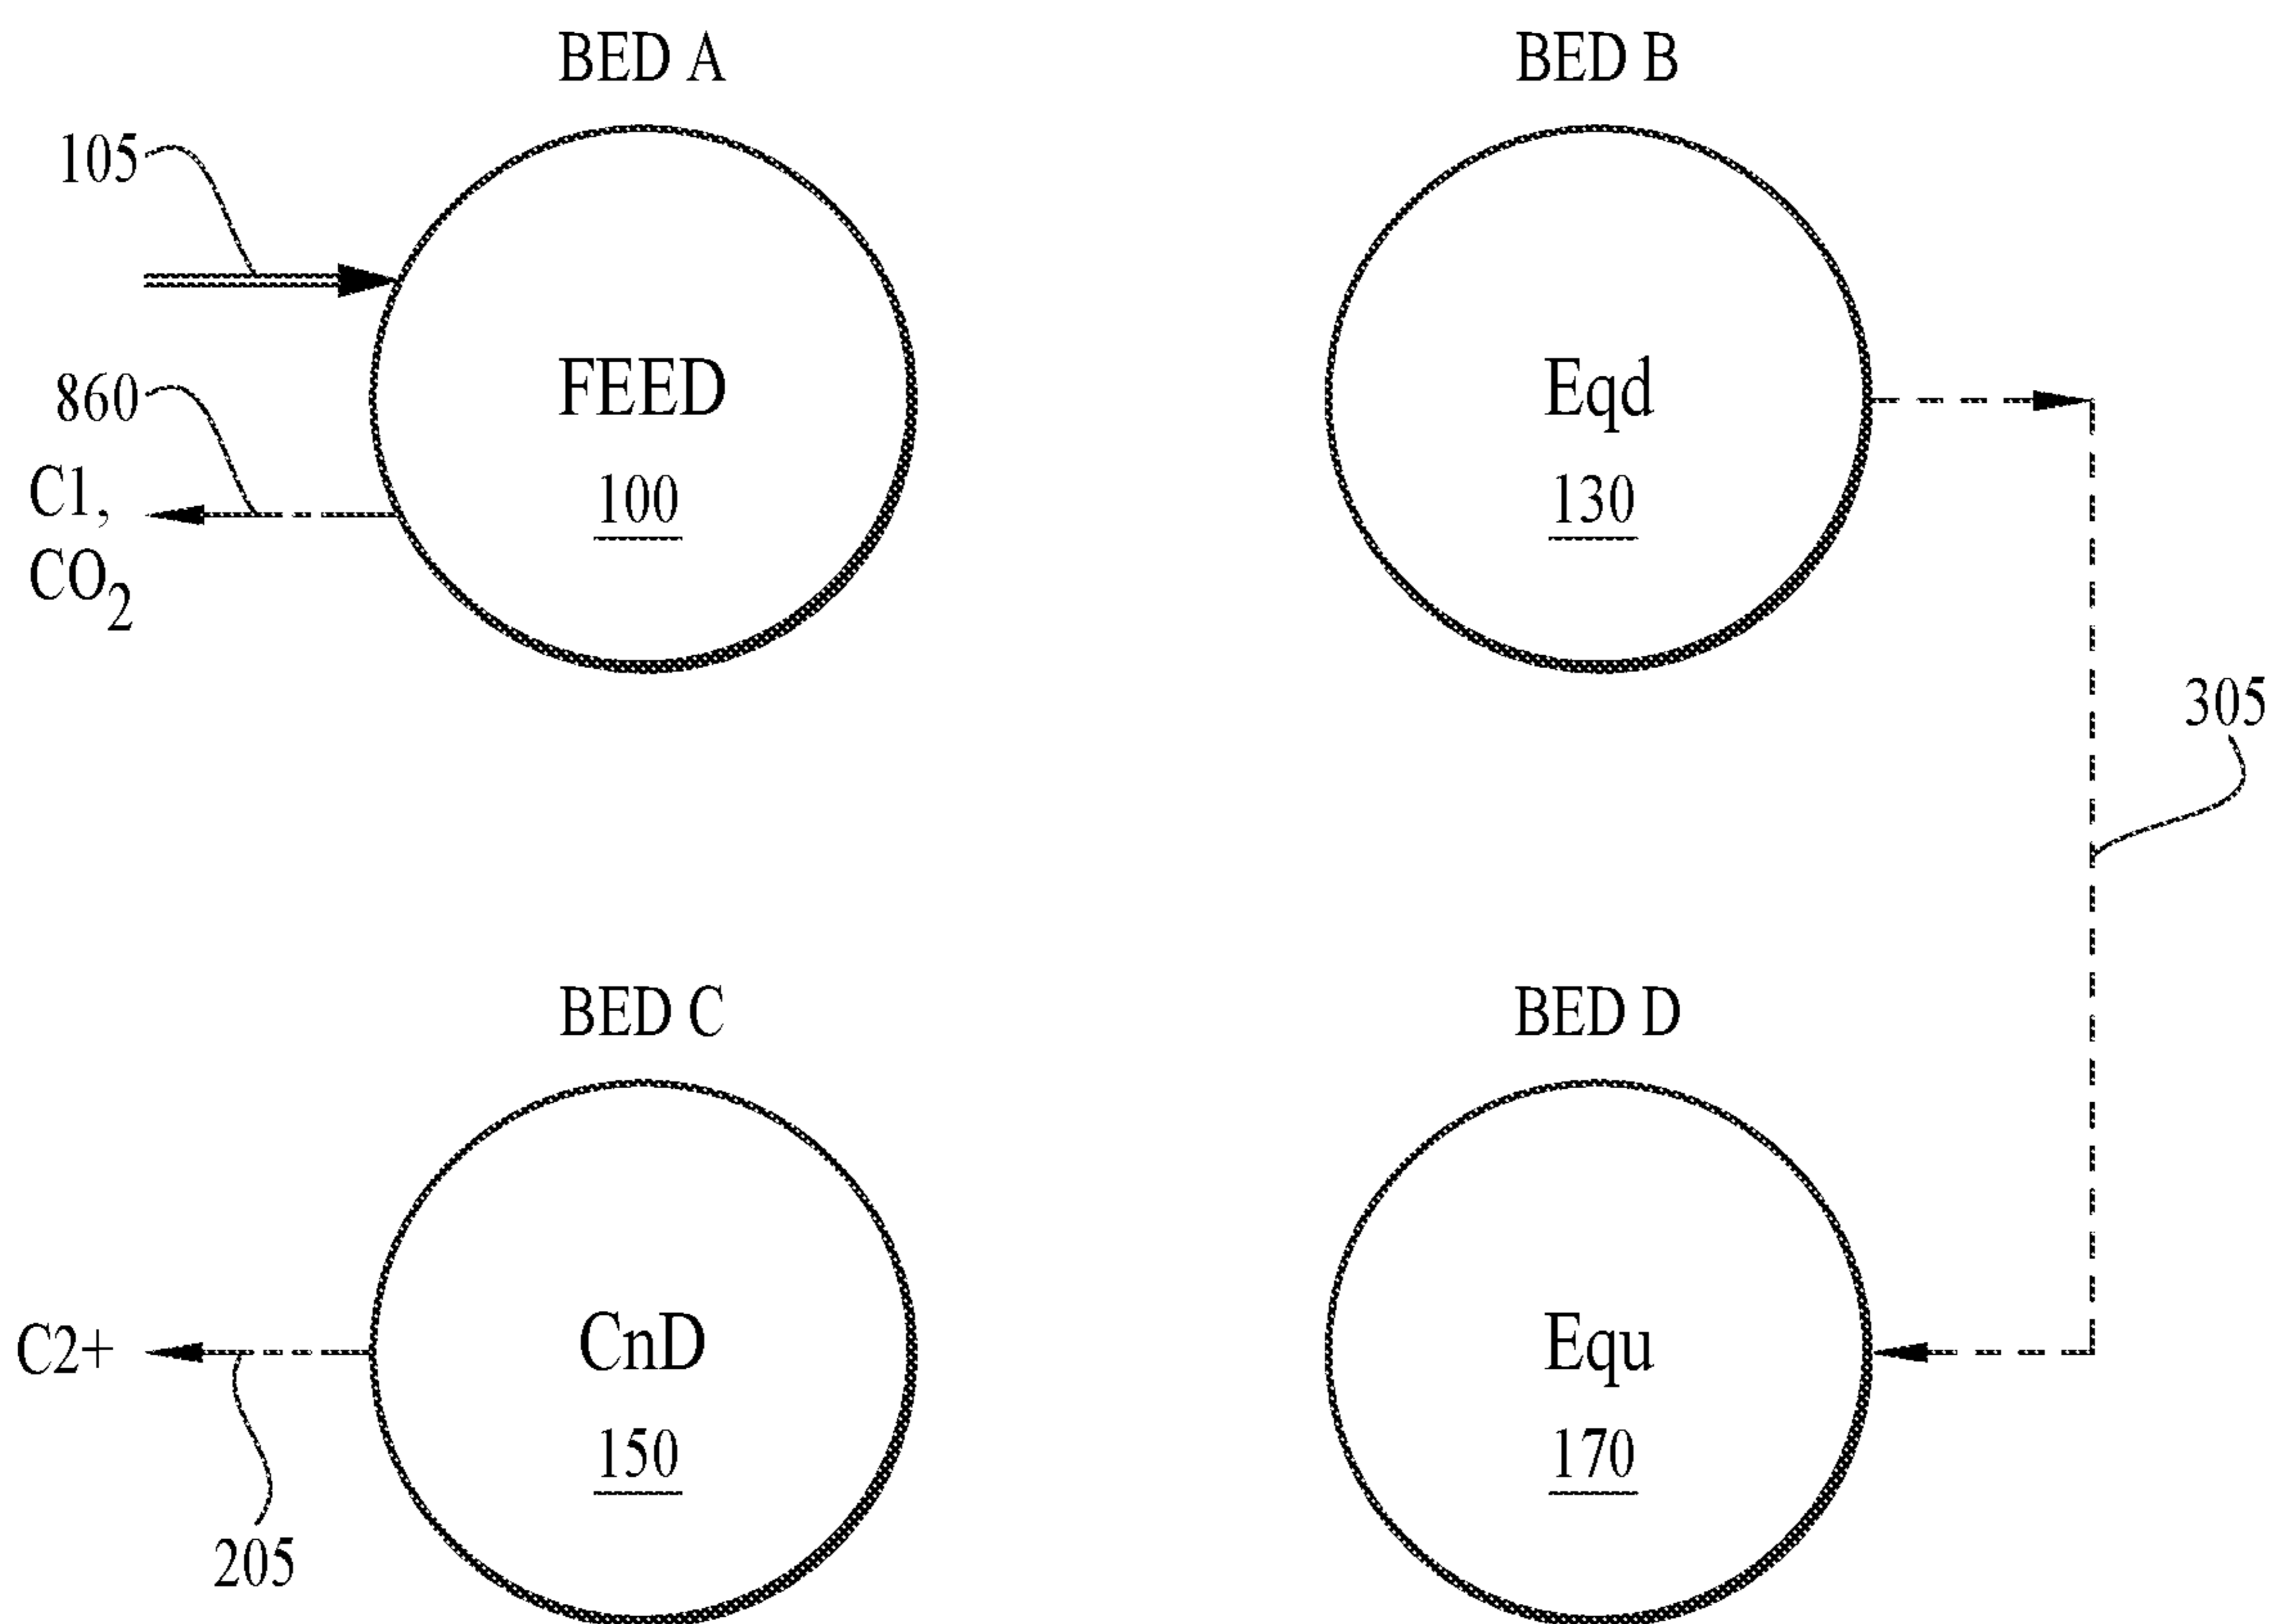 BED A
BED B
105
860
C1,
CO2
FEED
100
Eqd
130
305
BED C
BED D
C2+
CnD
150
Equ
170
205